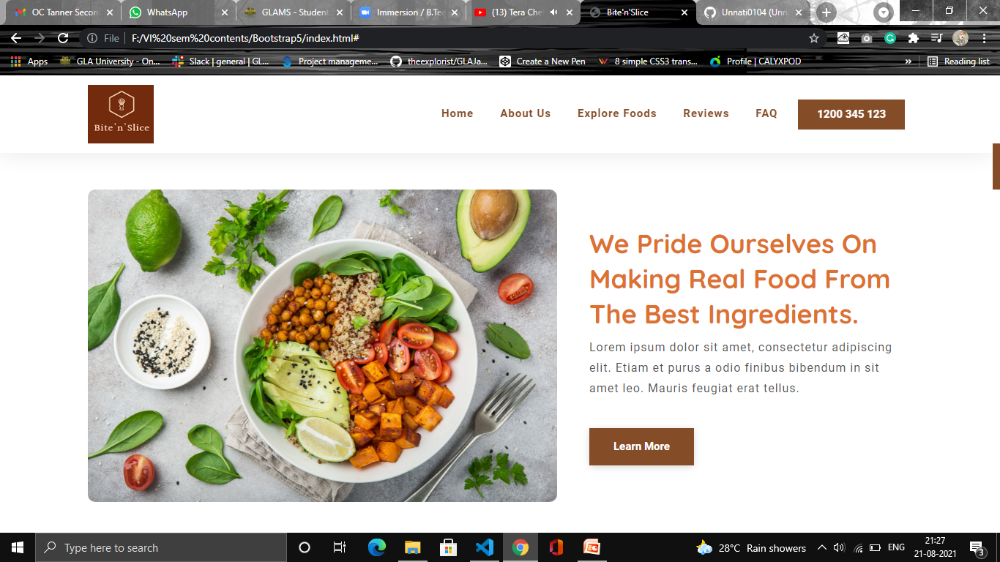 OC Tanner Secon
WhatsApp
GLAMS - Student
Immersion / B.Tec
(13) Tera Che
Bite'n'Slice
Unnati0104 (Unn
File
F:/VI%20sem%20contents/Bootstrap5/index.html#
Apps
GLA University - On...
Slack | general | GL...
Project manageme...
theexplorist/GLAJa...
Create a New Pen
8 simple CSS3 trans...
Profile | CALYXPOD
»
Reading list
Bite'n'Slice
Home
About Us
Explore Foods
Reviews
FAQ
1200 345 123
We Pride Ourselves On
Making Real Food From
The Best Ingredients.
Lorem ipsum dolor sit amet, consectetur adipiscing
elit. Etiam et purus a odio finibus bibendum in sit
amet leo. Mauris feugiat erat tellus.
Learn More
Type here to search
28°C Rain showers
ENG
21:27
21-08-2021
3